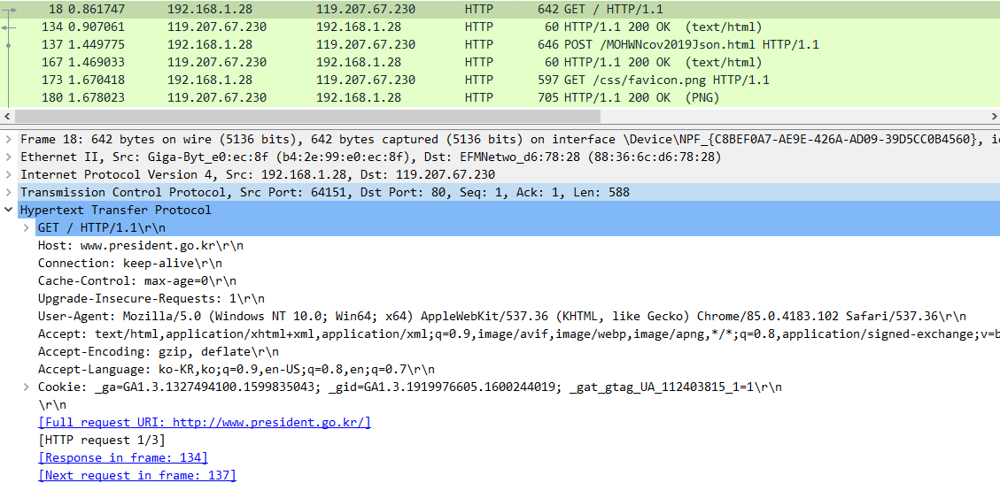 18 0.861747 192.168.1.28 119.207.67.230 HTTP 642 GET / HTTP/1.1
134 0.907061 119.207.67.230 192.168.1.28 HTTP 60 HTTP/1.1 200 OK (text/html)
137 1.449775 192.168.1.28 119.207.67.230 HTTP 646 POST /MOHWNcov2019Json.html HTTP/1.1
167 1.469033 119.207.67.230 192.168.1.28 HTTP 60 HTTP/1.1 200 OK (text/html)
173 1.670418 192.168.1.28 119.207.67.230 HTTP 597 GET /css/favicon.png HTTP/1.1
180 1.678023 119.207.67.230 192.168.1.28 HTTP 705 HTTP/1.1 200 OK (PNG)
Frame 18: 642 bytes on wire (5136 bits), 642 bytes captured (5136 bits) on interface \Device\NPF_{C8BEF0A7-AE9E-426A-AD09-39D5CC0B4560},
Ethernet II, Src: Giga-Byt_e0:ec:8f (b4:2e:99:e0:ec:8f), Dst: EFMNetwo_d6:78:28 (88:36:6c:d6:78:28)
Internet Protocol Version 4, Src: 192.168.1.28, Dst: 119.207.67.230
Transmission Control Protocol, Src Port: 64151, Dst Port: 80, Seq: 1, Ack: 1, Len: 588
Hypertext Transfer Protocol
GET / HTTP/1.1\r\n
Host: www.president.go.kr\r\n
Connection: keep-alive\r\n
Cache-Control: max-age=0\r\n
Upgrade-Insecure-Requests: 1\r\n
User-Agent: Mozilla/5.0 (Windows NT 10.0; Win64; x64) AppleWebKit/537.36 (KHTML, like Gecko) Chrome/85.0.4183.102 Safari/537.36\r\n
Accept: text/html,application/xhtml+xml,application/xml;q=0.9,image/avif,image/webp,image/apng,*/*;q=0.8,application/signed-exchange;v=b
Accept-Encoding: gzip, deflate\r\n
Accept-Language: ko-KR,ko;q=0.9,en-US;q=0.8,en;q=0.7\r\n
Cookie: _ga=GA1.3.1327494100.1599835043; _gid=GA1.3.1919976605.1600244019; _gat_gtag_UA_112403815_1=1\r\n
\r\n
[Full request URI: http://www.president.go.kr/]
[HTTP request 1/3]
[Response in frame: 134]
[Next request in frame: 137]